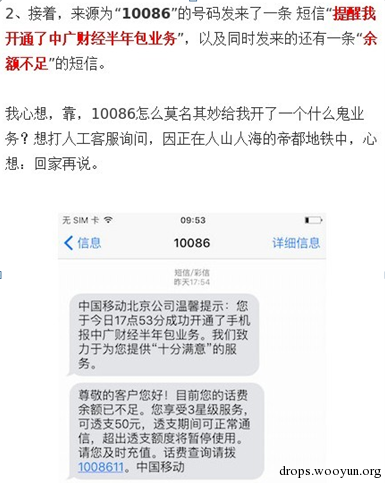 2、接着，来源为“10086”的号码发来了一条 短信“提醒我
开通了中广财经半年包业务”，以及同时发来的还有一条“余
额不足”的短信。
我心想，靠，10086怎么莫名其妙给我开了一个什么鬼业
务？想打人工客服询问，因正在人山人海的帝都地铁中，心
想：回家再说。
无 SIM 卡
09:53
信息
10086
详细信息
短信/彩信
昨天17:54
中国移动北京公司温馨提示：您
于今日17点53分成功开通了手机
报中广财经半年包业务。我们致
力于为您提供“十分满意”的服
务。
尊敬的客户您好！目前您的话费
余额已不足。您享受3星级服务，
可透支50元，透支期间可正常通
信，超出透支额度将暂停使用。
请您及时充值。话费查询请拨
1008611。中国移动
drops.wooyun.org